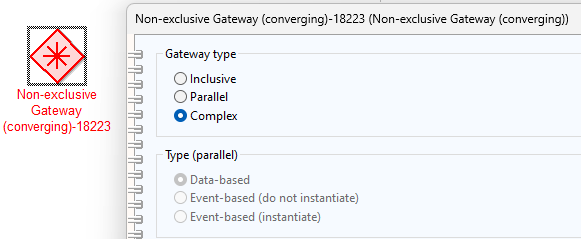 Non-exclusive Gateway (converging)-18223 (Non-exclusive Gateway (converging))
Non-exclusive
Gateway
(converging)-18223
Gateway type
Inclusive
Parallel
Complex
Type (parallel)
Data-based
Event-based (do not instantiate)
Event-based (instantiate)